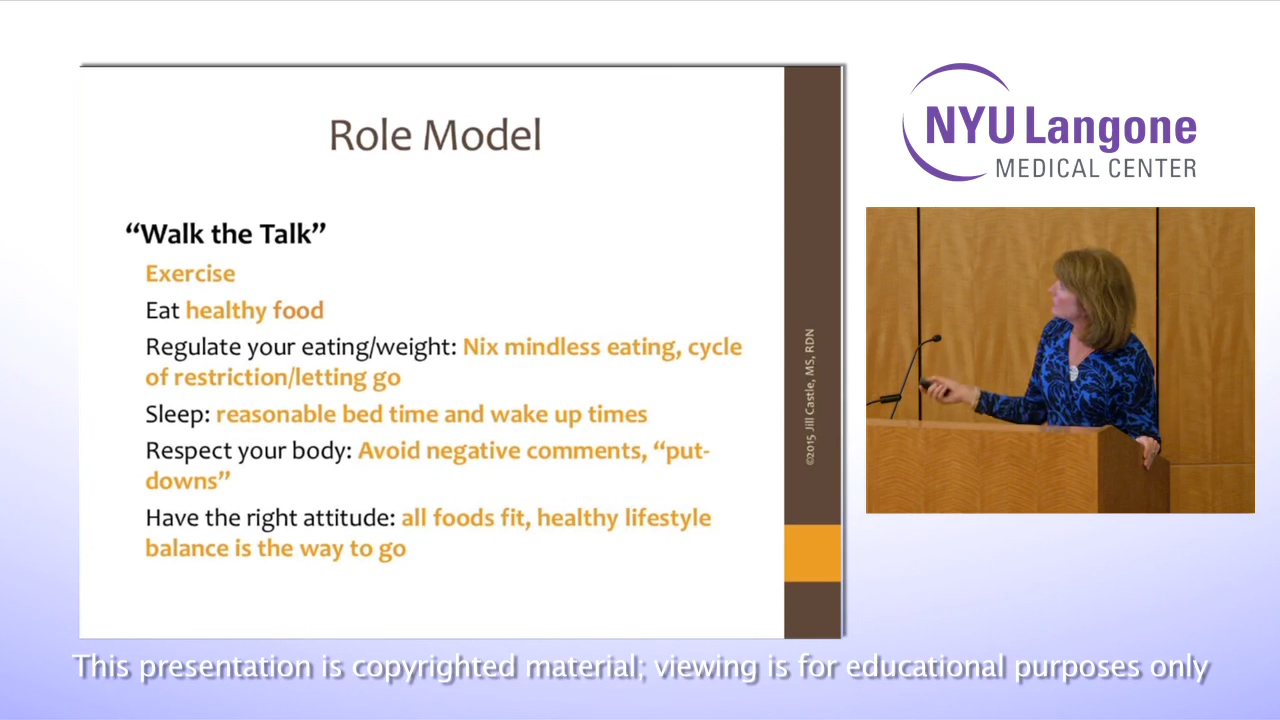 Role Model
“Walk the Talk”
Exercise
Eat healthy food
Regulate your eating/weight: Nix mindless eating, cycle
of restriction/letting go
Sleep: reasonable bed time and wake up times
Respect your body: Avoid negative comments, “put-
downs”
Have the right attitude: all foods fit, healthy lifestyle
balance is the way to go
©2015 Jill Castle, MS, RDN
NYU Langone
MEDICAL CENTER
This presentation is copyrighted material; viewing is for educational purposes only